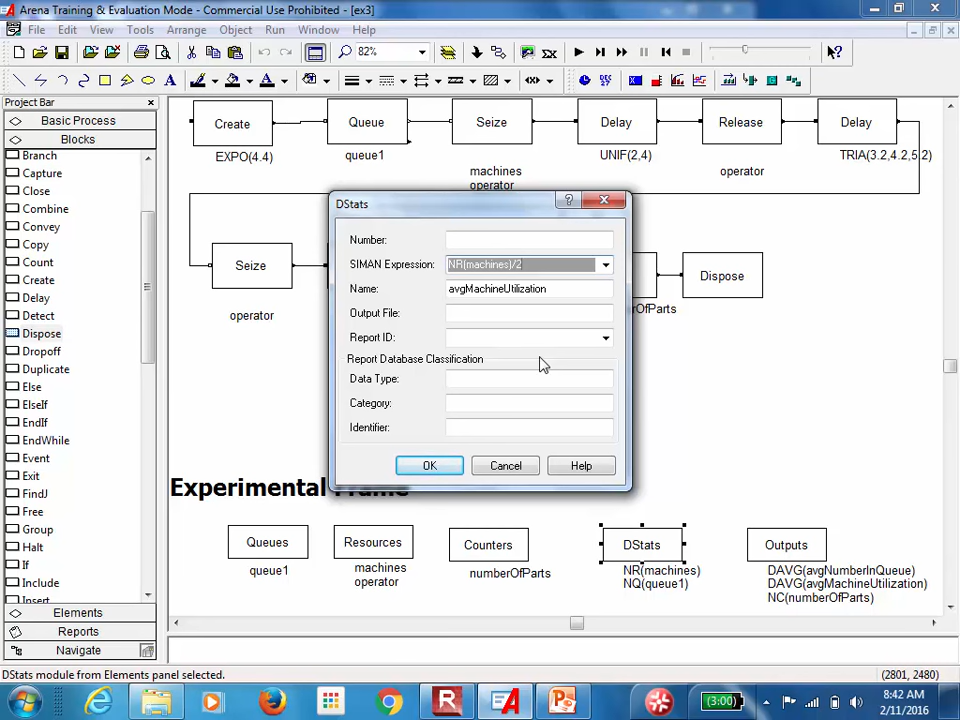 Arena Training & Evaluation Mode - Commercial Use Prohibited - [ex3]
File Edit View Tools Arrange Object Run Window Help
82%
Project Bar
Basic Process
Blocks
Branch
Capture
Close
Combine
Convey
Copy
Count
Create
Delay
Detect
Dispose
Dropoff
Duplicate
Else
ElseIf
EndIf
EndWhile
Event
Exit
FindJ
Free
Group
Halt
If
Include
Insert
Elements
Reports
Navigate
Create
EXPO(4.4)
Queue
queue1
Seize
machines
operator
Delay
UNIF(2,4)
Release
operator
Delay
TRIA(3.2,4.2,5.2)
Seize
operator
Dispose
rOfParts
DStats
Number:
SIMAN Expression: NR(machines)/2
Name: avgMachineUtilization
Output File:
Report ID:
Report Database Classification
Data Type:
Category:
Identifier:
OK Cancel Help
Experimental Frame
Queues
queue1
Resources
machines
operator
Counters
numberOfParts
DStats
NR(machines)
NQ(queue1)
Outputs
DAVG(avgNumberInQueue)
DAVG(avgMachineUtilization)
NC(numberOfParts)
DStats module from Elements panel selected.
(2801, 2480)
(3:00)
8:42 AM
2/11/2016